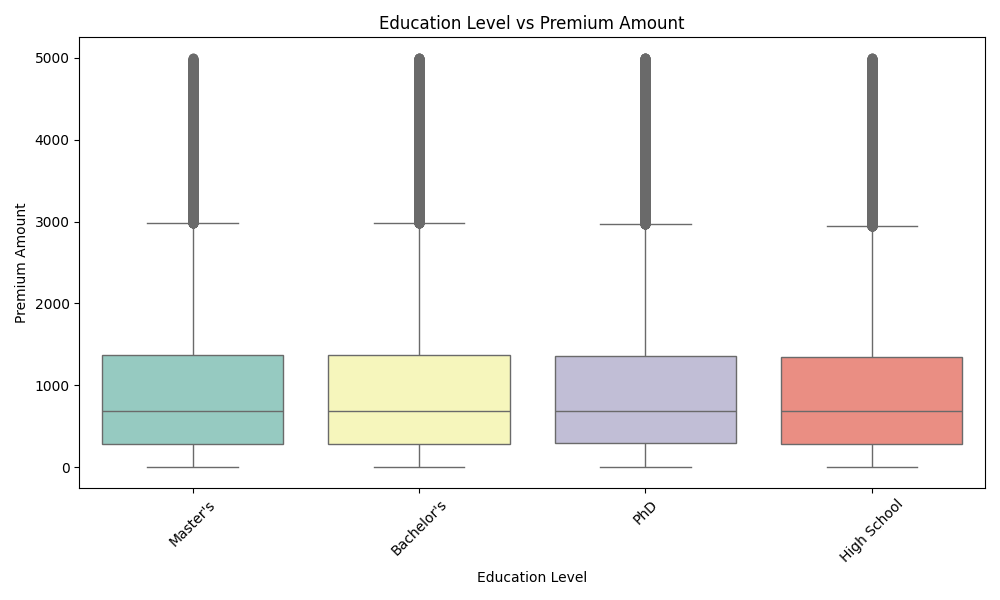 Education Level vs Premium Amount
Premium Amount
5000
4000
3000
2000
1000
0
Master's
Bachelor's
PhD
High School
Education Level